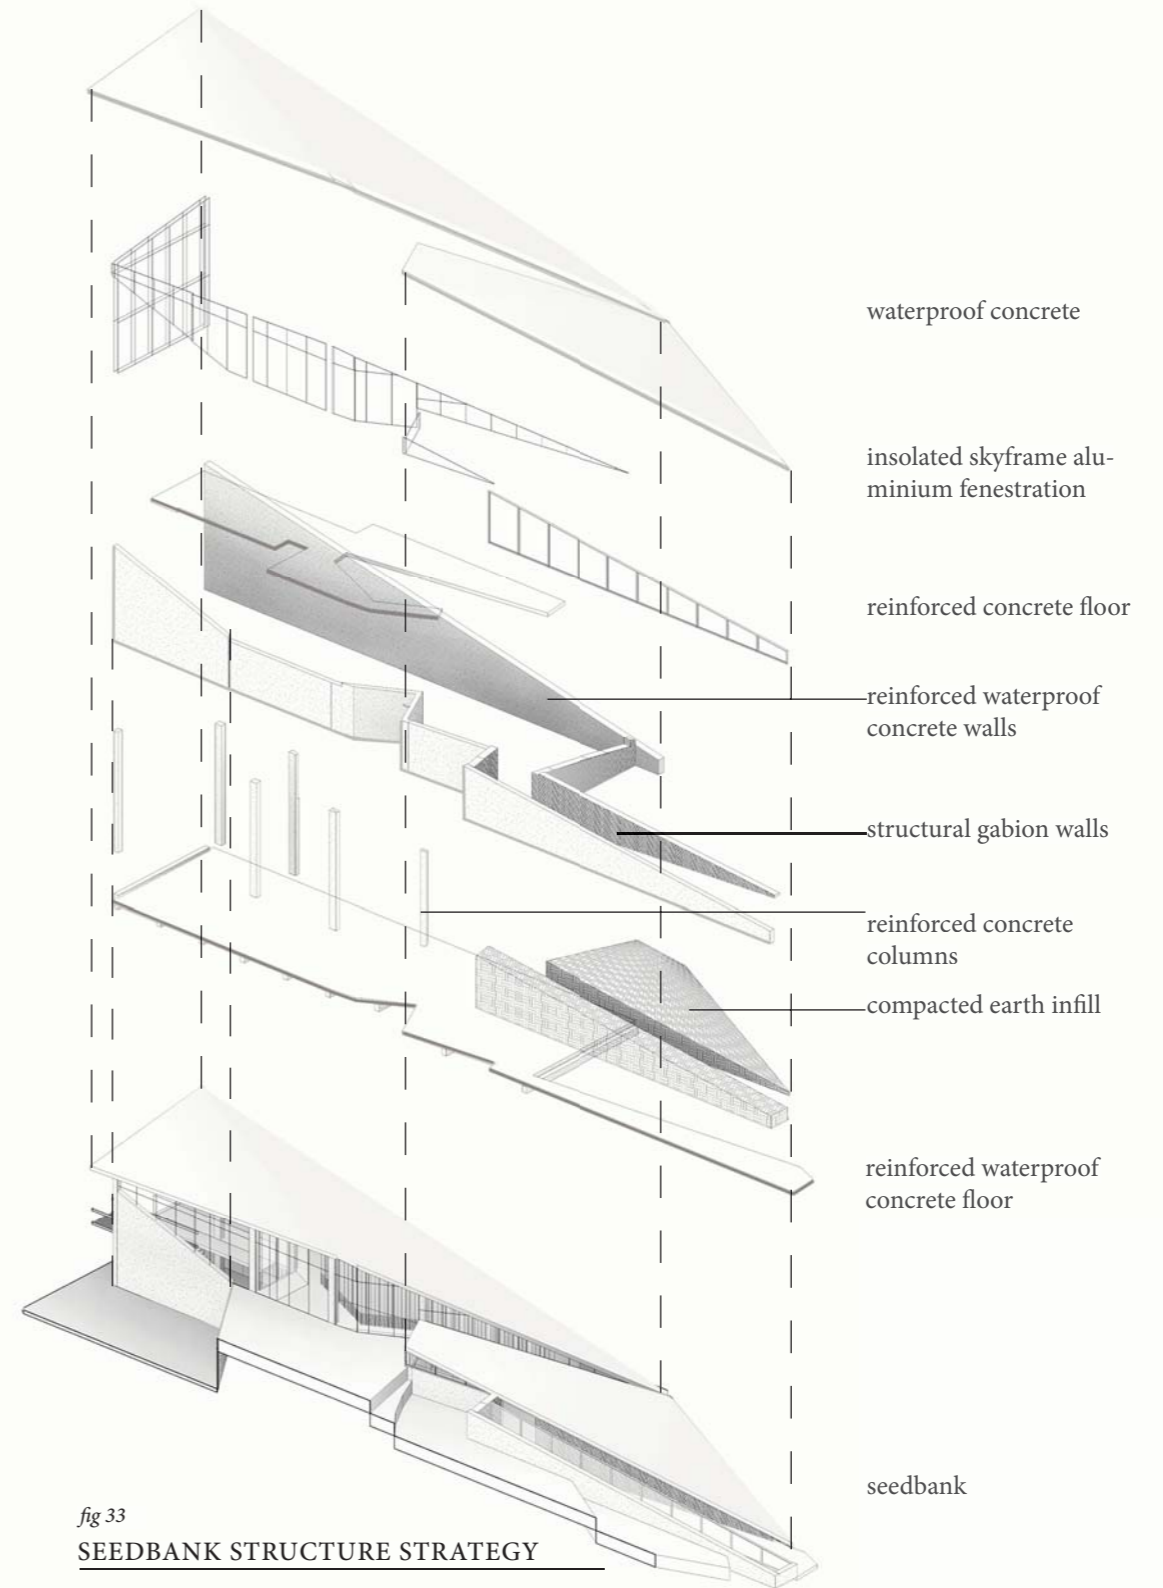 waterproof concrete
insolated skyframe alu-
minium fenestration
reinforced concrete floor
reinforced waterproof
concrete walls
structural gabion walls
reinforced concrete
columns
compacted earth infill
reinforced waterproof
concrete floor
seedbank
fig 33
SEEDBANK STRUCTURE STRATEGY